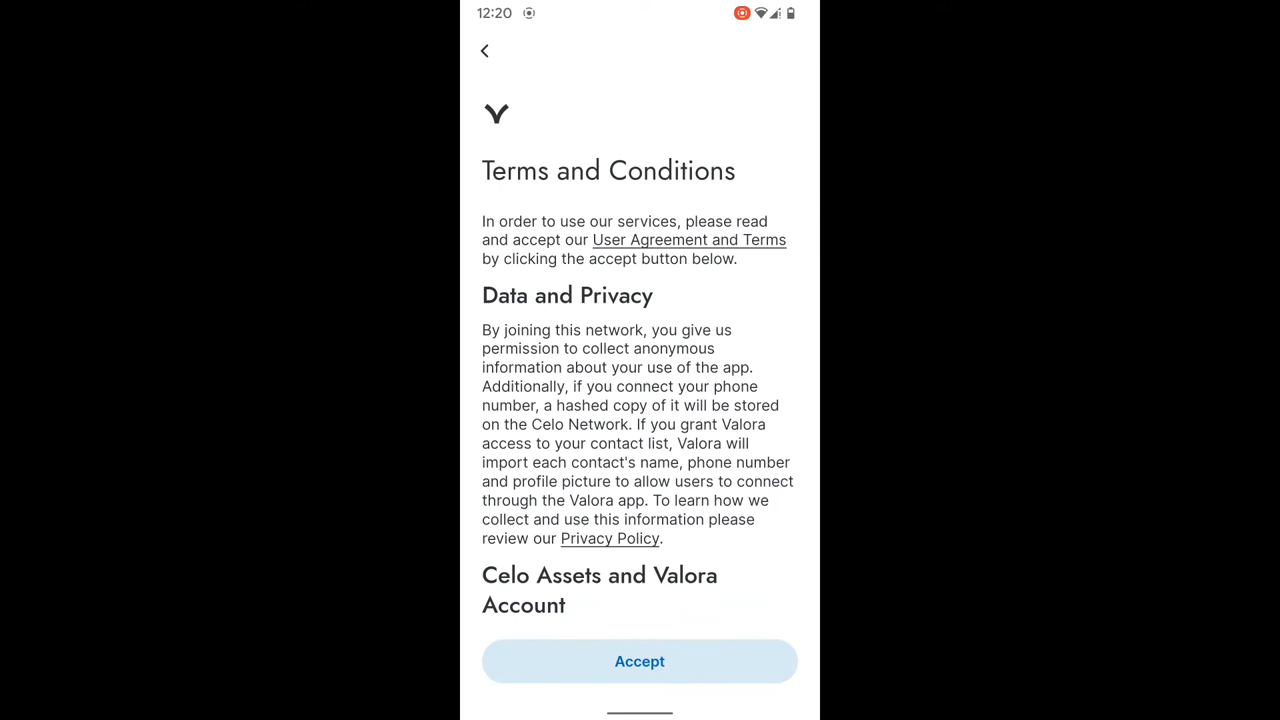 12:20
Terms and Conditions
In order to use our services, please read
and accept our User Agreement and Terms
by clicking the accept button below.
Data and Privacy
By joining this network, you give us
permission to collect anonymous
information about your use of the app.
Additionally, if you connect your phone
number, a hashed copy of it will be stored
on the Celo Network. If you grant Valora
access to your contact list, Valora will
import each contact's name, phone number
and profile picture to allow users to connect
through the Valora app. To learn how we
collect and use this information please
review our Privacy Policy.
Celo Assets and Valora
Account
Accept